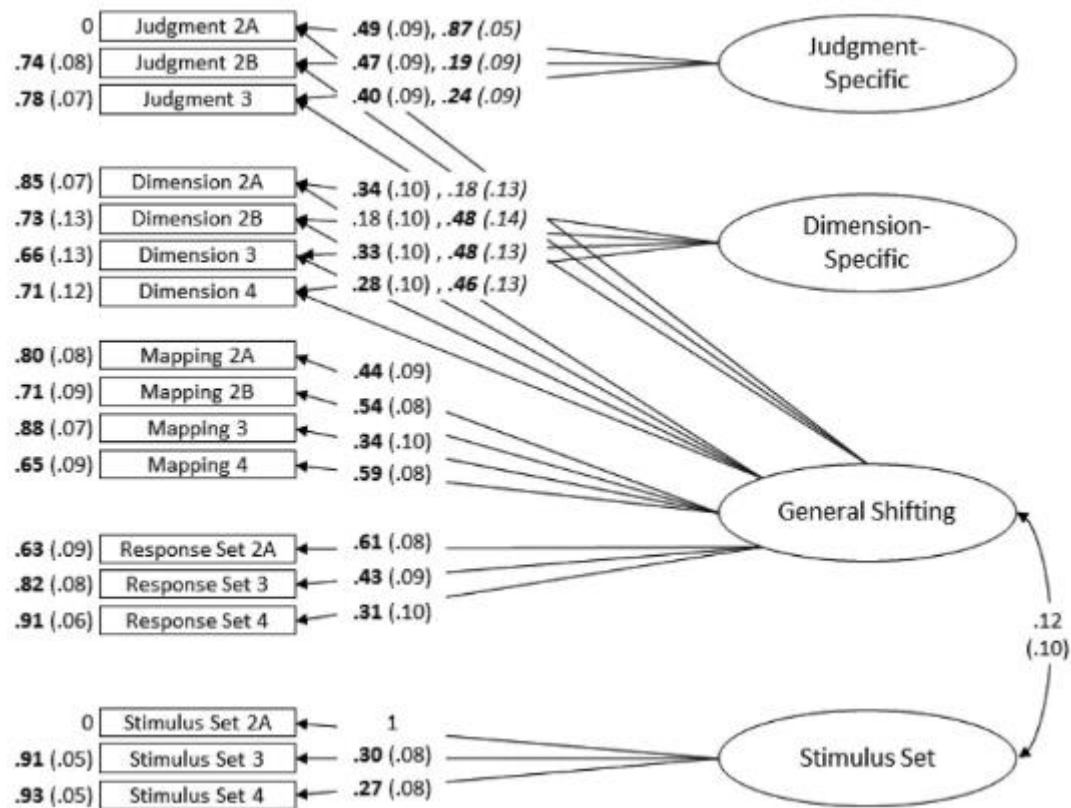 0 Judgment 2A .49 (.09), .87 (.05)
.74 (.08) Judgment 2B .47 (.09), .19 (.09)
.78 (.07) Judgment 3 .40 (.09), .24 (.09)
Judgment-
Specific
.85 (.07) Dimension 2A .34 (.10) , .18 (.13)
.73 (.13) Dimension 2B .18 (.10) , .48 (.14)
.66 (.13) Dimension 3 .33 (.10) , .48 (.13)
.71 (.12) Dimension 4 .28 (.10) , .46 (.13)
Dimension-
Specific
.80 (.08) Mapping 2A .44 (.09)
.71 (.09) Mapping 2B .54 (.08)
.88 (.07) Mapping 3 .34 (.10)
.65 (.09) Mapping 4 .59 (.08)
General Shifting
.63 (.09) Response Set 2A .61 (.08)
.82 (.08) Response Set 3 .43 (.09)
.91 (.06) Response Set 4 .31 (.10)
.12
(.10)
0 Stimulus Set 2A 1
.91 (.05) Stimulus Set 3 .30 (.08)
.93 (.05) Stimulus Set 4 .27 (.08)
Stimulus Set